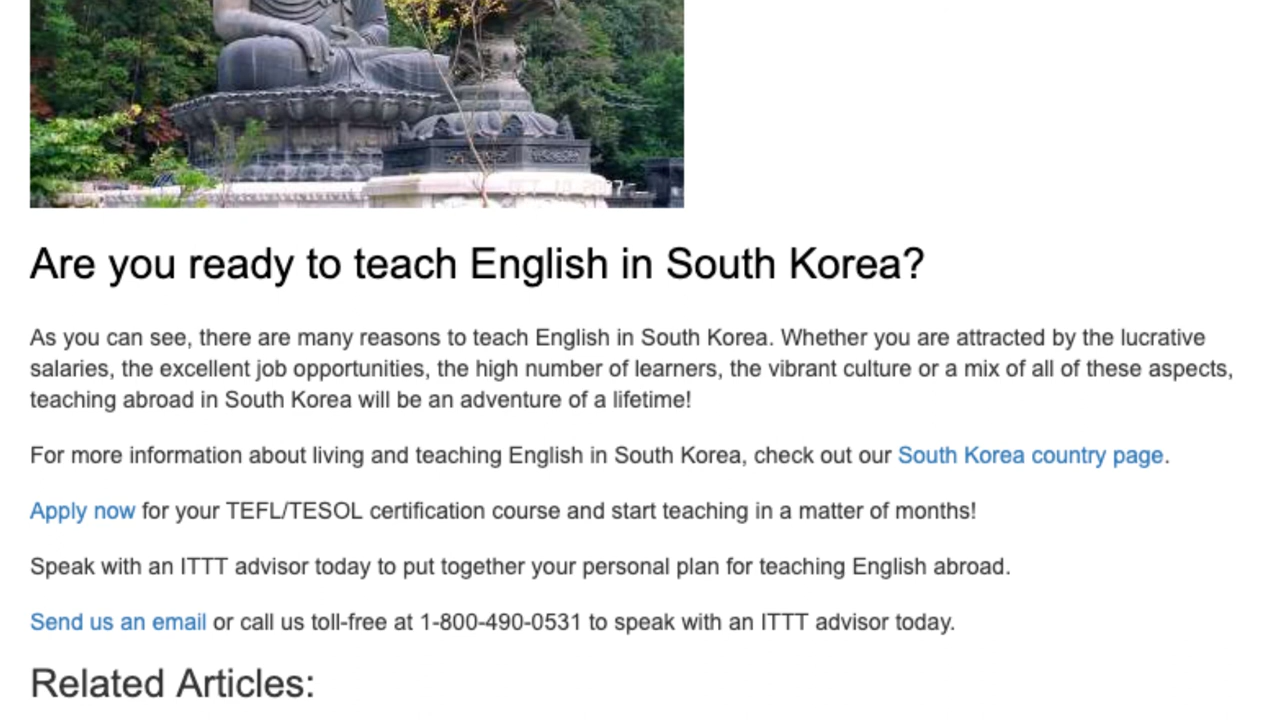 Are you ready to teach English in South Korea?
As you can see, there are many reasons to teach English in South Korea. Whether you are attracted by the lucrative
salaries, the excellent job opportunities, the high number of learners, the vibrant culture or a mix of all of these aspects,
teaching abroad in South Korea will be an adventure of a lifetime!
For more information about living and teaching English in South Korea, check out our South Korea country page.
Apply now for your TEFL/TESOL certification course and start teaching in a matter of months!
Speak with an ITTT advisor today to put together your personal plan for teaching English abroad.
Send us an email or call us toll-free at 1-800-490-0531 to speak with an ITTT advisor today.
Related Articles: